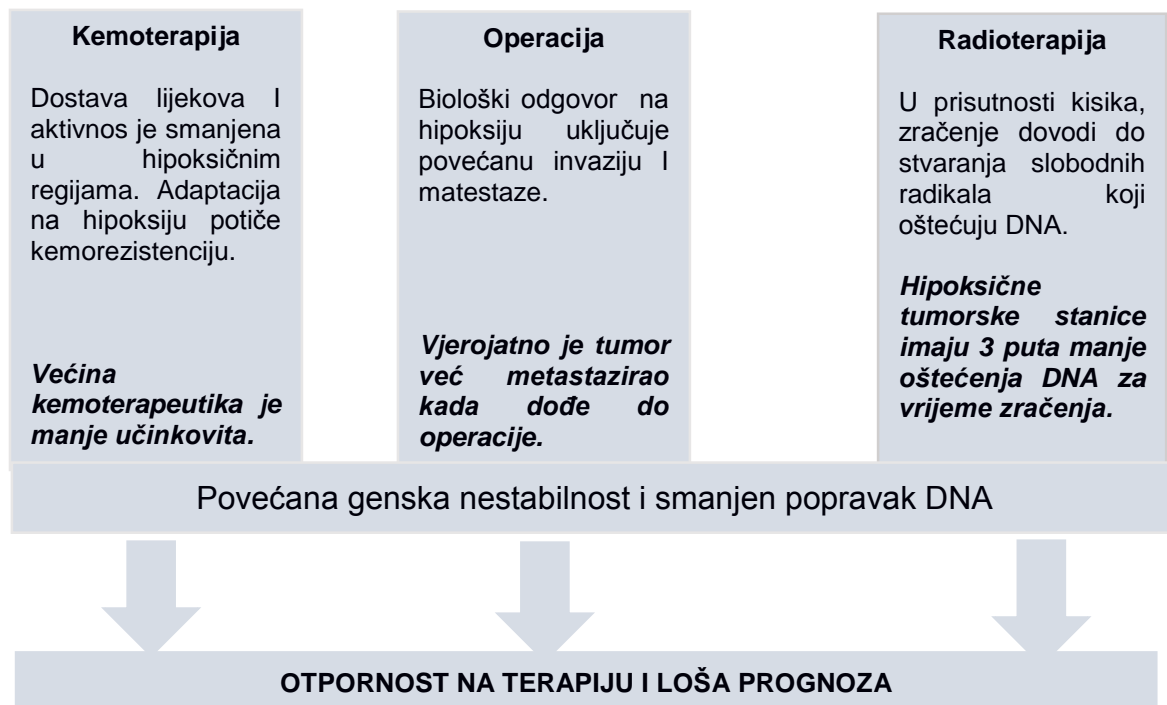 Kemoterapija
Dostava lijekova I
aktivnos je smanjena
u hipoksičnim
regijama. Adaptacija
na hipoksiju potiče
kemorezistenciju.
Većina
kemoterapeutika je
manje učinkovita.
Operacija
Biološki odgovor na
hipoksiju uključuje
povećanu invaziju I
matestaze.
Vjerojatno je tumor
već metastazirao
kada dođe do
operacije.
Radioterapija
U prisutnosti kisika,
zračenje dovodi do
stvaranja slobodnih
radikala koji
oštećuju DNA.
Hipoksične
tumorske stanice
imaju 3 puta manje
oštećenja DNA za
vrijeme zračenja.
Povećana genska nestabilnost i smanjen popravak DNA
OTPORNOST NA TERAPIJU I LOŠA PROGNOZA